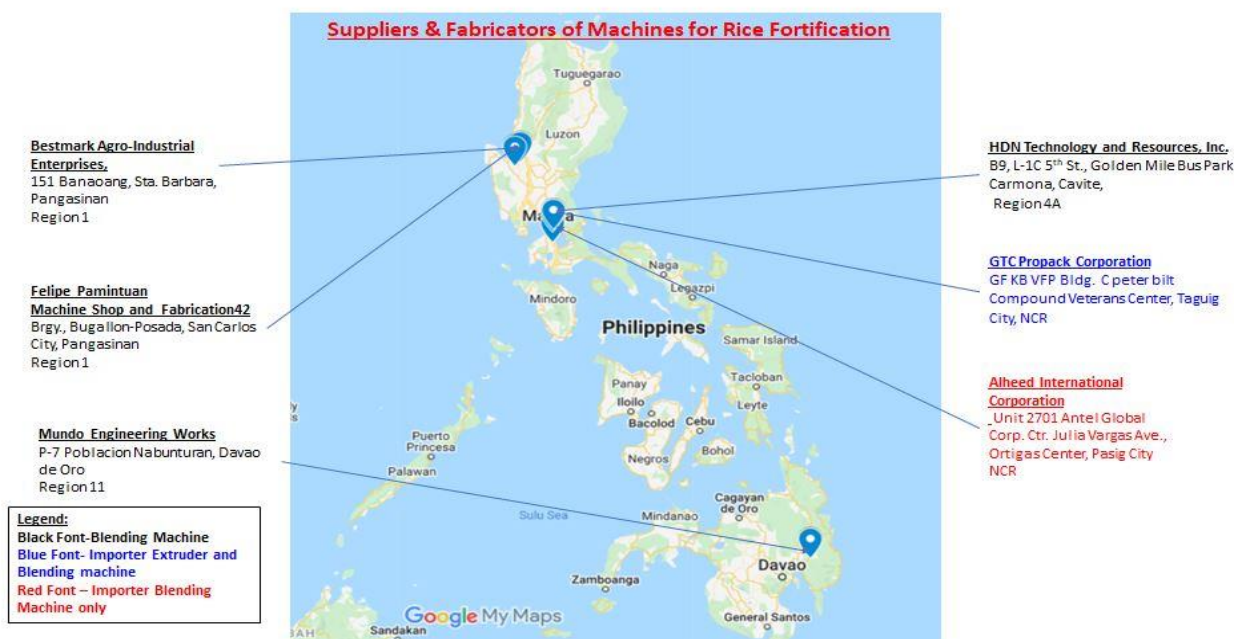 Suppliers & Fabricators of Machines for Rice Fortification
Bestmark Agro-Industrial
Enterprises,
151 Banaoang, Sta. Barbara,
Pangasinan
Region 1
Felipe Pamintuan
Machine Shop and Fabrication42
Brgy., Bugallon-Posada, San Carlos
City, Pangasinan
Region 1
Mundo Engineering Works
P-7 Poblacion Nabunturan, Davao
de Oro
Region 11
Legend:
Black Font-Blending Machine
Blue Font- Importer Extruder and
Blending machine
Red Font – Importer Blending
Machine only
Tuguegarao
Luzon
Naga
Legazpi
Mindoro
Philippines
Samar Island
Panay
Tacloban
Iloilo
Leyte
Bacolod
Cebu
Puerto
Princesa
Negros
Bohol
Palawan
Cagayan
de Oro
Sulu Sea
Mindanao
Davao
Zamboanga
General Santos
Google My Maps
Sandakan
HDN Technology and Resources, Inc.
B9, L-1C 5th St., Golden Mile Bus Park
Carmona, Cavite,
Region 4A
GTC Propack Corporation
GF KB VFP Bldg. C peter bilt
Compound Veterans Center, Taguig
City, NCR
Alheed International
Corporation
Unit 2701 Antel Global
Corp. Ctr. Julia Vargas Ave.,
Ortigas Center, Pasig City
NCR